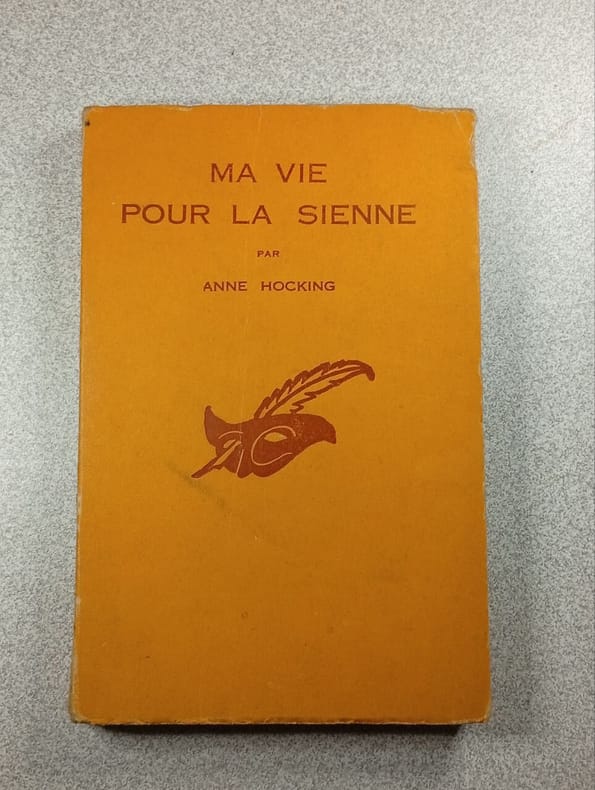 MA VIE
POUR LA SIENNE
PAR
ANNE HOCKING